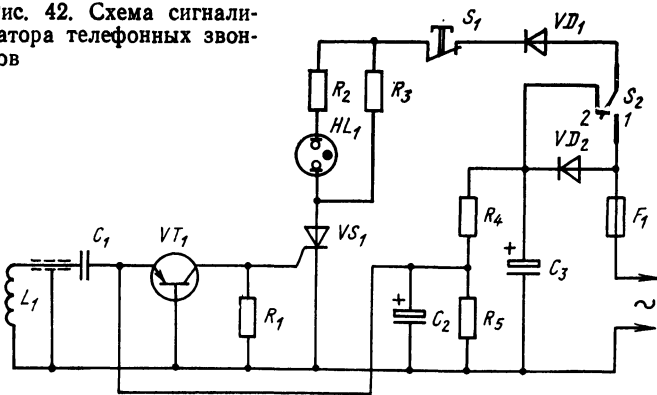 ис. 42. Схема сигнали-
атора телефонных звон-
ов
S₁
VD₁
R₂
R₃
S₂
2
1
HL₁
VD₂
R₄
F₁
C₁
VT₁
VS₁
+
C₃
~
L₁
R₁
+
C₂
R₅